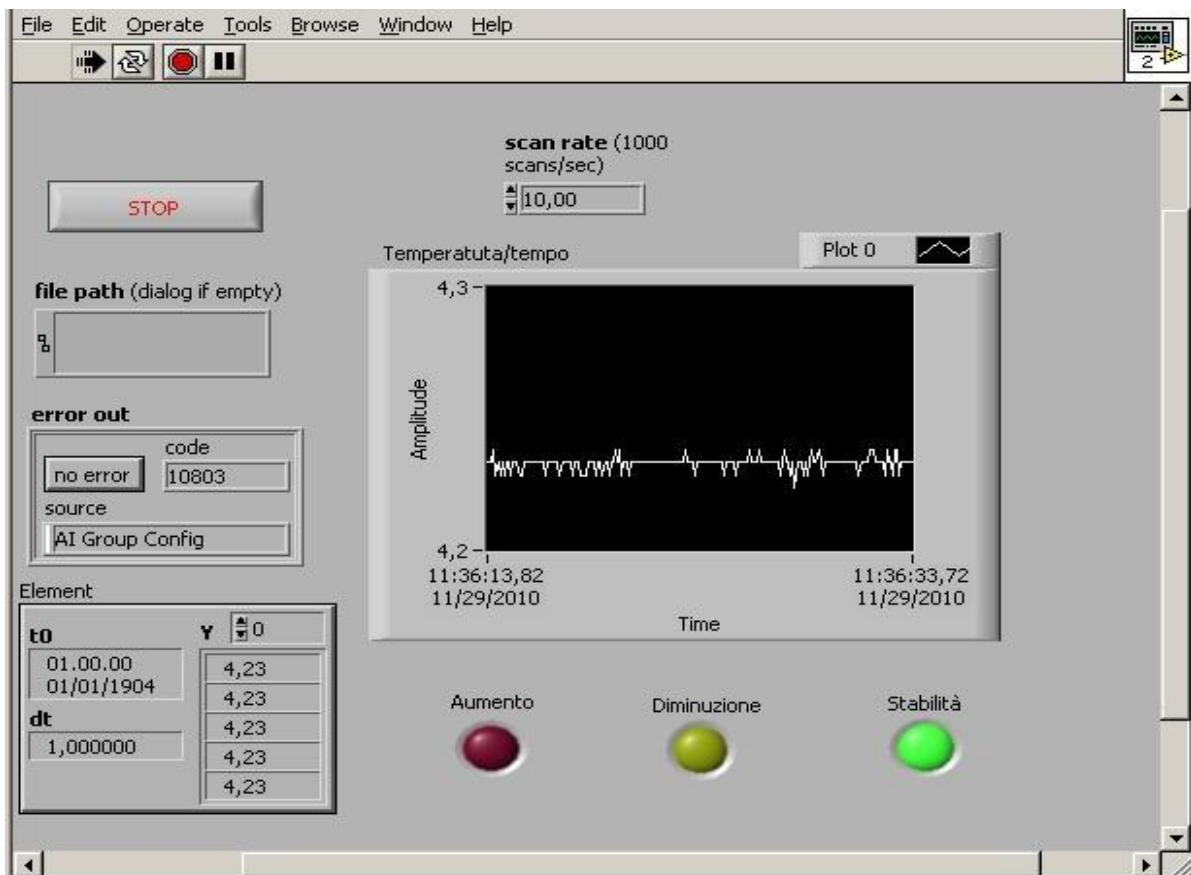 File Edit Operate Tools Browse Window Help
2
scan rate (1000
scans/sec)
10,00
STOP
Temperatuta/tempo
Plot 0
file path (dialog if empty)
4,3
Amplitude
4,2
11:36:13,82
11/29/2010
11:36:33,72
11/29/2010
Time
error out
code
no error
10803
source
AI Group Config
Element
t0
Y
0
01.00.00
01/01/1904
dt
1,000000
4,23
4,23
4,23
4,23
4,23
Aumento
Diminuzione
Stabilità